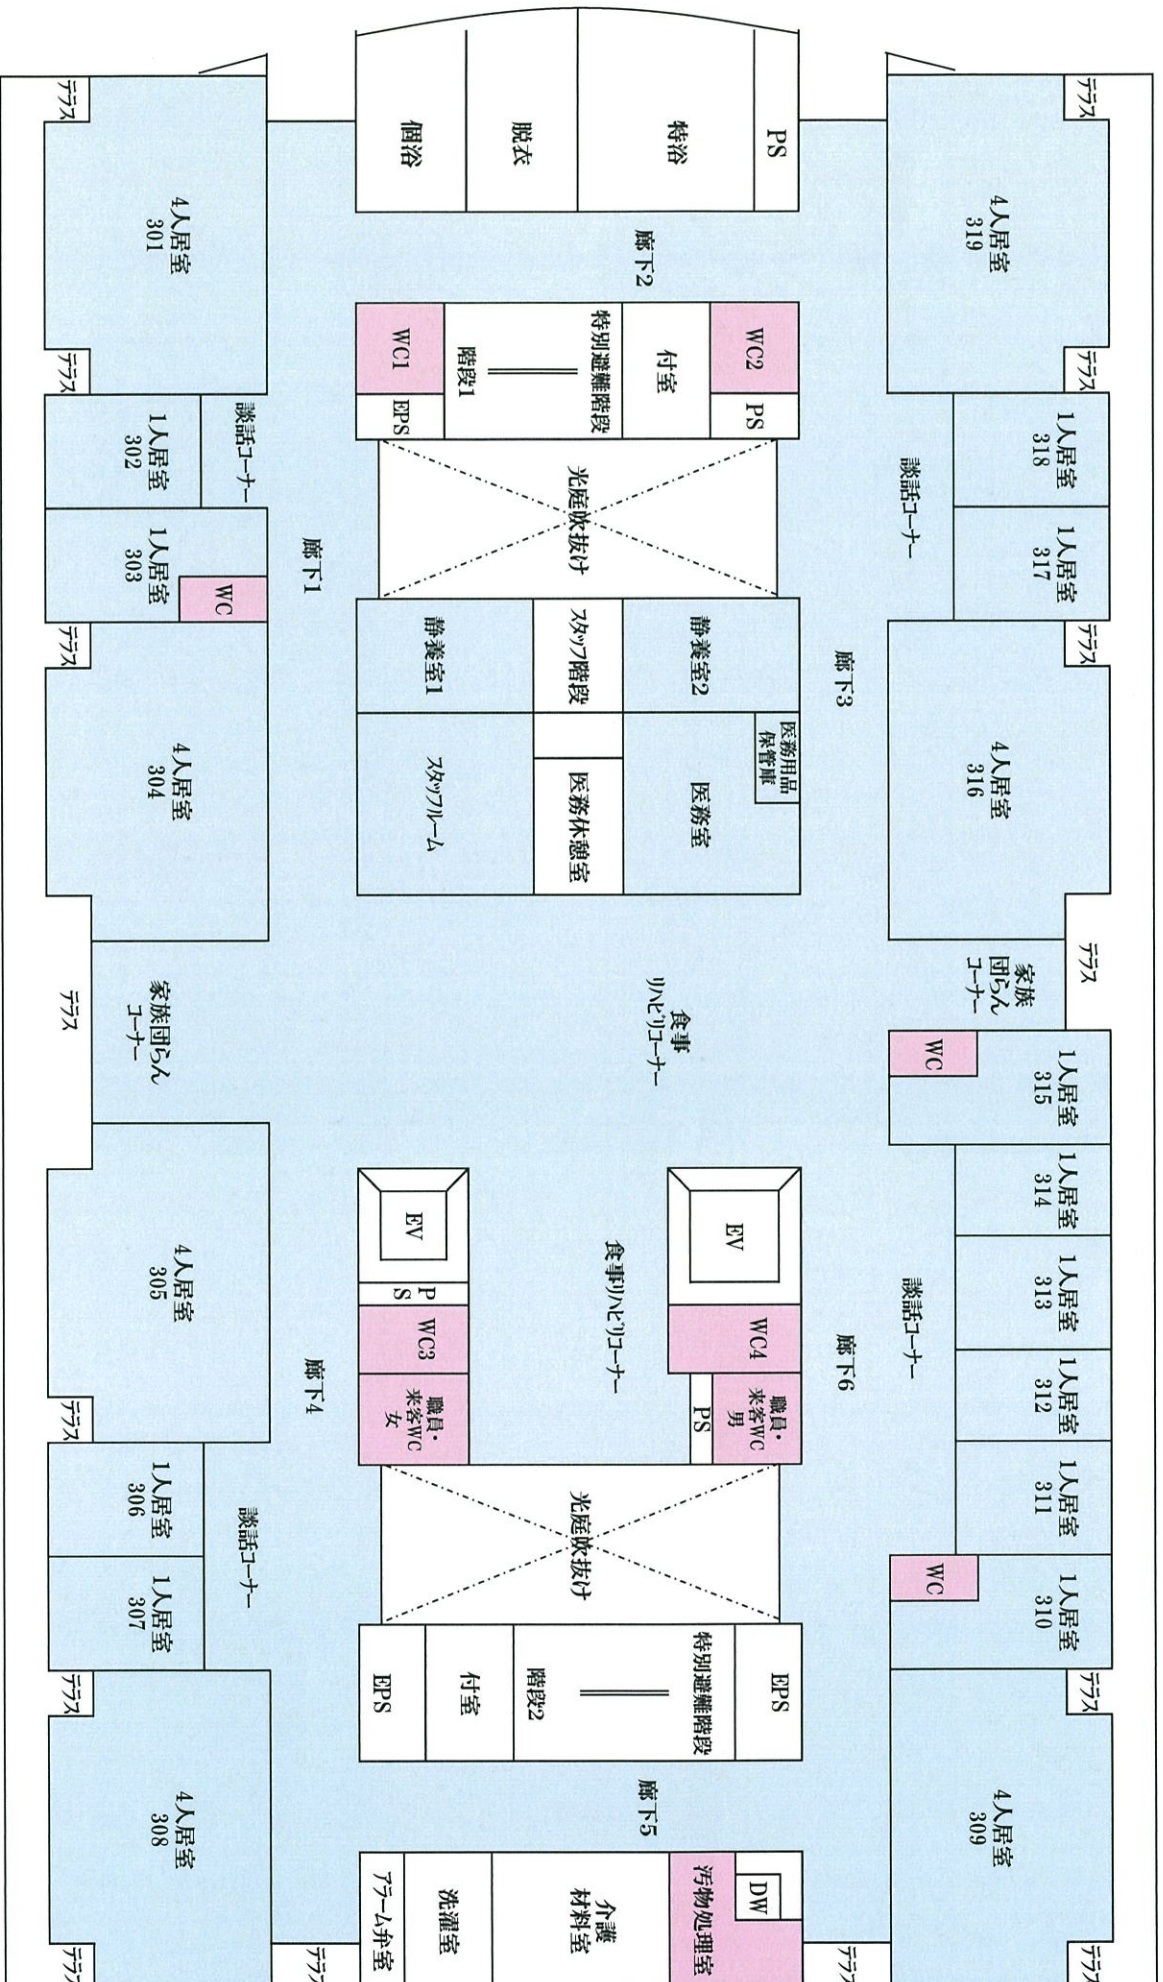 テラス
4人居室
319
テラス
1人居室
318
1人居室
317
テラス
4人居室
316
テラス
家族
団らん
コーナー
1人居室
315
WC
1人居室
314
1人居室
313
1人居室
312
1人居室
311
1人居室
310
WC
テラス
4人居室
309
テラス
談話コーナー
談話コーナー
廊下3
廊下6
テラス
PS
特浴
脱衣
個浴
廊下2
WC2
PS
付室
特別避難階段
階段1
WC1
EPS
光庭吹抜け
静養室2
スタッフ階段
静養室1
医務用品
保管庫
医務室
医務休憩室
スタッフルーム
食事
リハビリコーナー
EV
WC4
職員・
来客WC
男
PS
食事リハビリコーナー
EV
PS
WC3
職員・
来客WC
女
光庭吹抜け
EPS
特別避難階段
階段2
付室
EPS
廊下5
DW
汚物処理室
介護
材料室
洗濯室
アラーム弁室
廊下1
廊下4
テラス
談話コーナー
談話コーナー
テラス
4人居室
301
テラス
1人居室
302
1人居室
303
WC
テラス
4人居室
304
家族団らん
コーナー
テラス
4人居室
305
テラス
1人居室
306
1人居室
307
テラス
4人居室
308
テラス